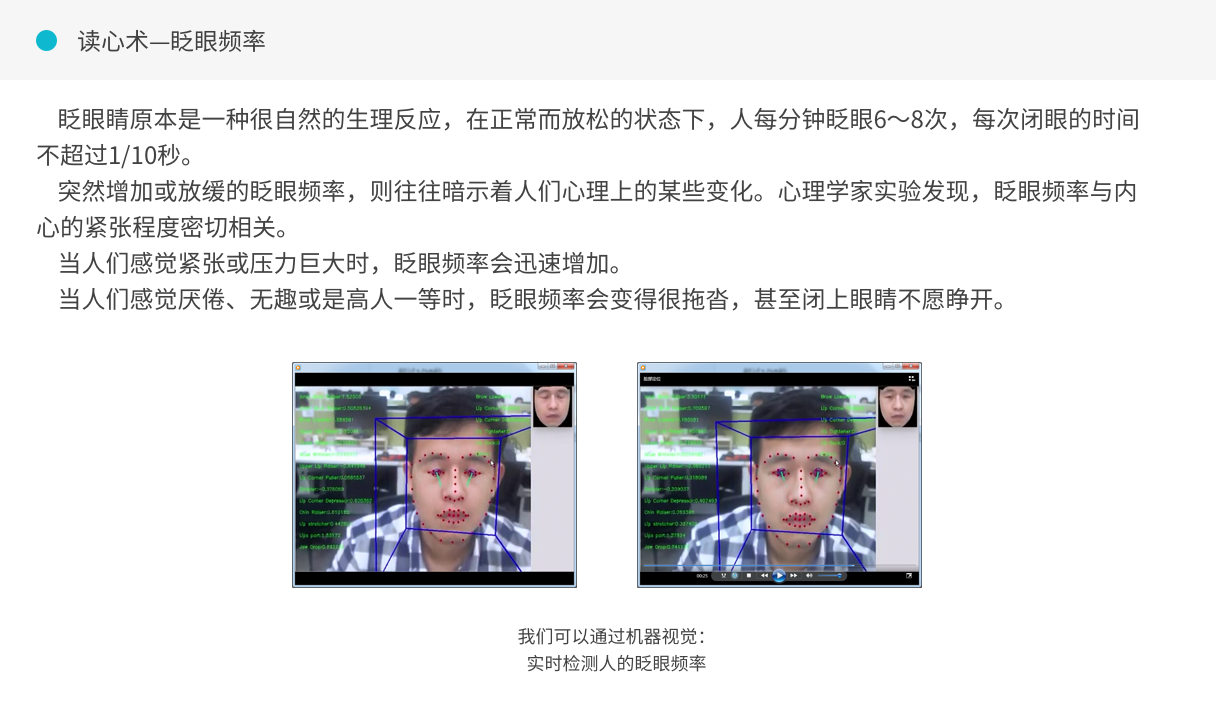 读心术—眨眼频率
眨眼睛原本是一种很自然的生理反应，在正常而放松的状态下，人每分钟眨眼6～8次，每次闭眼的时间
不超过1/10秒。
突然增加或放缓的眨眼频率，则往往暗示着人们心理上的某些变化。心理学家实验发现，眨眼频率与内
心的紧张程度密切相关。
当人们感觉紧张或压力巨大时，眨眼频率会迅速增加。
当人们感觉厌倦、无趣或是高人一等时，眨眼频率会变得很拖沓，甚至闭上眼睛不愿睁开。
00:25
我们可以通过机器视觉：
实时检测人的眨眼频率